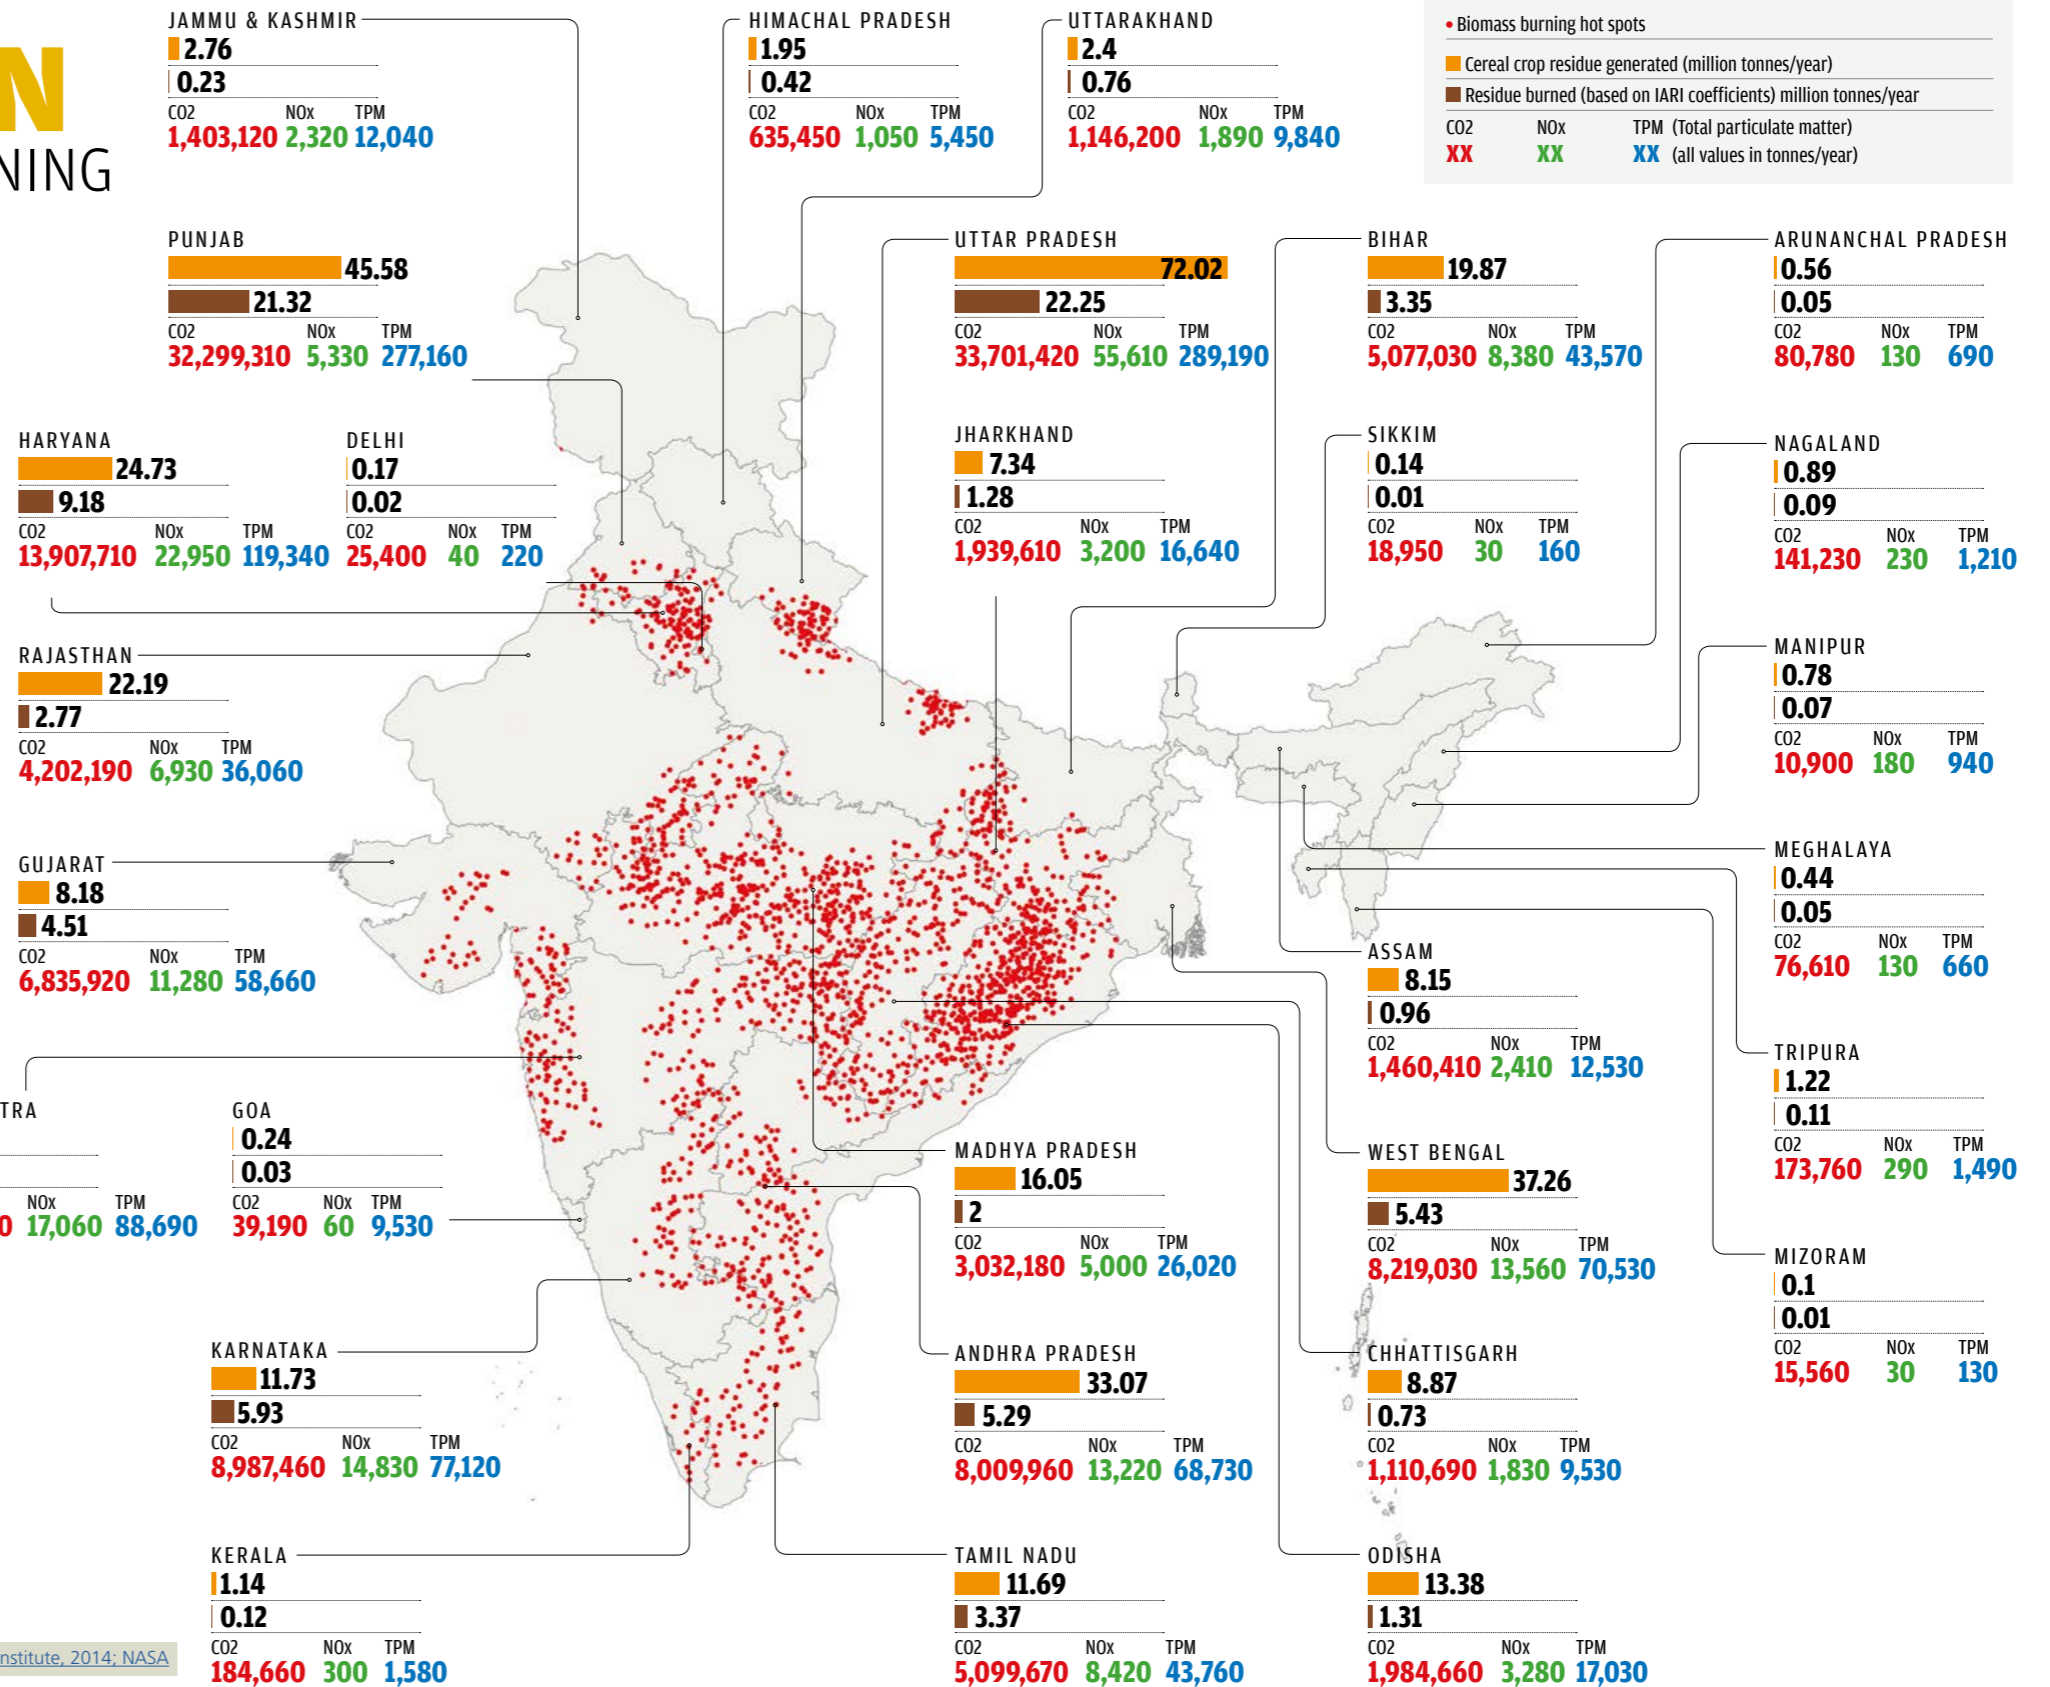 N
NING
• Biomass burning hot spots
Cereal crop residue generated (million tonnes/year)
Residue burned (based on IARI coefficients) million tonnes/year
CO2 NOx TPM (Total particulate matter)
XX XX XX (all values in tonnes/year)
JAMMU & KASHMIR
2.76
0.23
CO2 NOx TPM
1,403,120 2,320 12,040
HIMACHAL PRADESH
1.95
0.42
CO2 NOx TPM
635,450 1,050 5,450
UTTARAKHAND
2.4
0.76
CO2 NOx TPM
1,146,200 1,890 9,840
PUNJAB
45.58
21.32
CO2 NOx TPM
32,299,310 5,330 277,160
UTTAR PRADESH
72.02
22.25
CO2 NOx TPM
33,701,420 55,610 289,190
BIHAR
19.87
3.35
CO2 NOx TPM
5,077,030 8,380 43,570
ARUNANCHAL PRADESH
0.56
0.05
CO2 NOx TPM
80,780 130 690
HARYANA
24.73
9.18
CO2 NOx TPM
13,907,710 22,950 119,340
DELHI
0.17
0.02
CO2 NOx TPM
25,400 40 220
JHARKHAND
7.34
1.28
CO2 NOx TPM
1,939,610 3,200 16,640
SIKKIM
0.14
0.01
CO2 NOx TPM
18,950 30 160
NAGALAND
0.89
0.09
CO2 NOx TPM
141,230 230 1,210
RAJASTHAN
22.19
2.77
CO2 NOx TPM
4,202,190 6,930 36,060
MANIPUR
0.78
0.07
CO2 NOx TPM
10,900 180 940
GUJARAT
8.18
4.51
CO2 NOx TPM
6,835,920 11,280 58,660
MEGHALAYA
0.44
0.05
CO2 NOx TPM
76,610 130 660
ASSAM
8.15
0.96
CO2 NOx TPM
1,460,410 2,410 12,530
TRIPURA
1.22
0.11
CO2 NOx TPM
173,760 290 1,490
TRA
NOx TPM
0 17,060 88,690
GOA
0.24
0.03
CO2 NOx TPM
39,190 60 9,530
MADHYA PRADESH
16.05
2
CO2 NOx TPM
3,032,180 5,000 26,020
WEST BENGAL
37.26
5.43
CO2 NOx TPM
8,219,030 13,560 70,530
MIZORAM
0.1
0.01
CO2 NOx TPM
15,560 30 130
KARNATAKA
11.73
5.93
CO2 NOx TPM
8,987,460 14,830 77,120
ANDHRA PRADESH
33.07
5.29
CO2 NOx TPM
8,009,960 13,220 68,730
CHHATTISGARH
8.87
0.73
CO2 NOx TPM
1,110,690 1,830 9,530
KERALA
1.14
0.12
CO2 NOx TPM
184,660 300 1,580
TAMIL NADU
11.69
3.37
CO2 NOx TPM
5,099,670 8,420 43,760
ODISHA
13.38
1.31
CO2 NOx TPM
1,984,660 3,280 17,030
nstitute, 2014; NASA